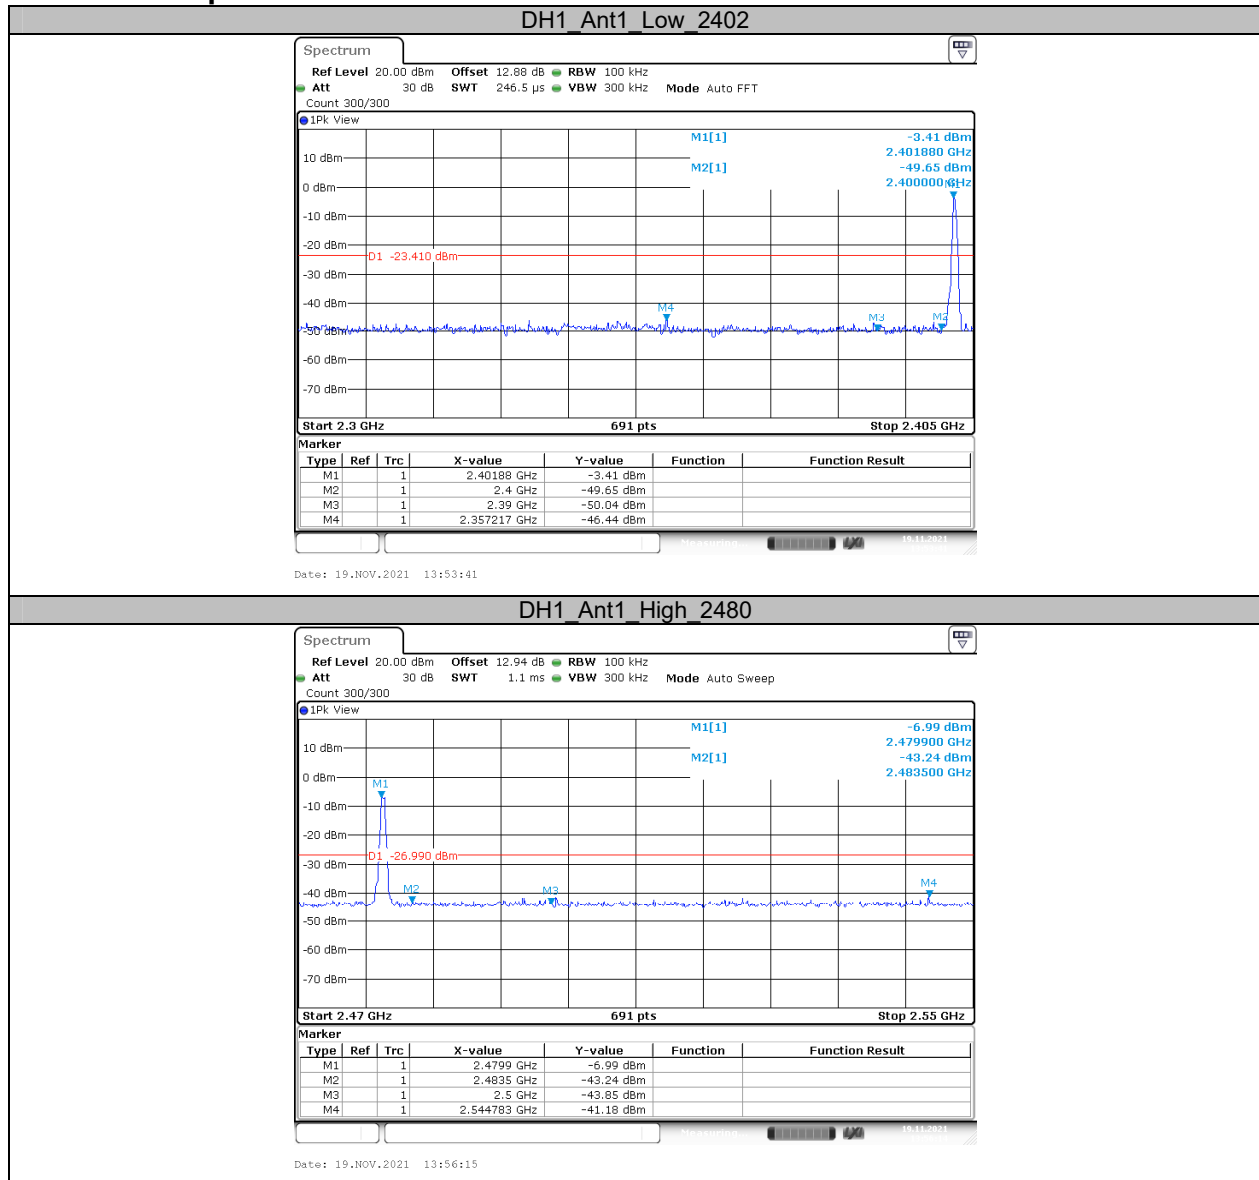 DH1_Ant1_Low_2402
Spectrum
Ref Level 20.00 dBm Offset 12.88 dB RBW 100 kHz
Att 30 dB SWT 246.5 µs VBW 300 kHz Mode Auto FFT
Count 300/300
1Pk View
M1[1] -3.41 dBm
2.401880 GHz
M2[1] -49.65 dBm
2.400000 GHz
M1
10 dBm
0 dBm
-10 dBm
-20 dBm
D1 -23.410 dBm
-30 dBm
-40 dBm
M4
M3 M2
-50 dBm
-60 dBm
-70 dBm
Start 2.3 GHz 691 pts Stop 2.405 GHz
Marker
Type Ref Trc X-value Y-value Function Function Result
M1 1 2.40188 GHz -3.41 dBm
M2 1 2.4 GHz -49.65 dBm
M3 1 2.39 GHz -50.04 dBm
M4 1 2.357217 GHz -46.44 dBm
Measuring... 19.11.2021
Date: 19.NOV.2021 13:53:41
DH1_Ant1_High_2480
Spectrum
Ref Level 20.00 dBm Offset 12.94 dB RBW 100 kHz
Att 30 dB SWT 1.1 ms VBW 300 kHz Mode Auto Sweep
Count 300/300
1Pk View
M1[1] -6.99 dBm
2.479900 GHz
M2[1] -43.24 dBm
2.483500 GHz
10 dBm
0 dBm
M1
-10 dBm
-20 dBm
D1 -26.990 dBm
-30 dBm
-40 dBm
M2 M3 M4
-50 dBm
-60 dBm
-70 dBm
Start 2.47 GHz 691 pts Stop 2.55 GHz
Marker
Type Ref Trc X-value Y-value Function Function Result
M1 1 2.4799 GHz -6.99 dBm
M2 1 2.4835 GHz -43.24 dBm
M3 1 2.5 GHz -43.85 dBm
M4 1 2.544783 GHz -41.18 dBm
Measuring... 19.11.2021
Date: 19.NOV.2021 13:56:15